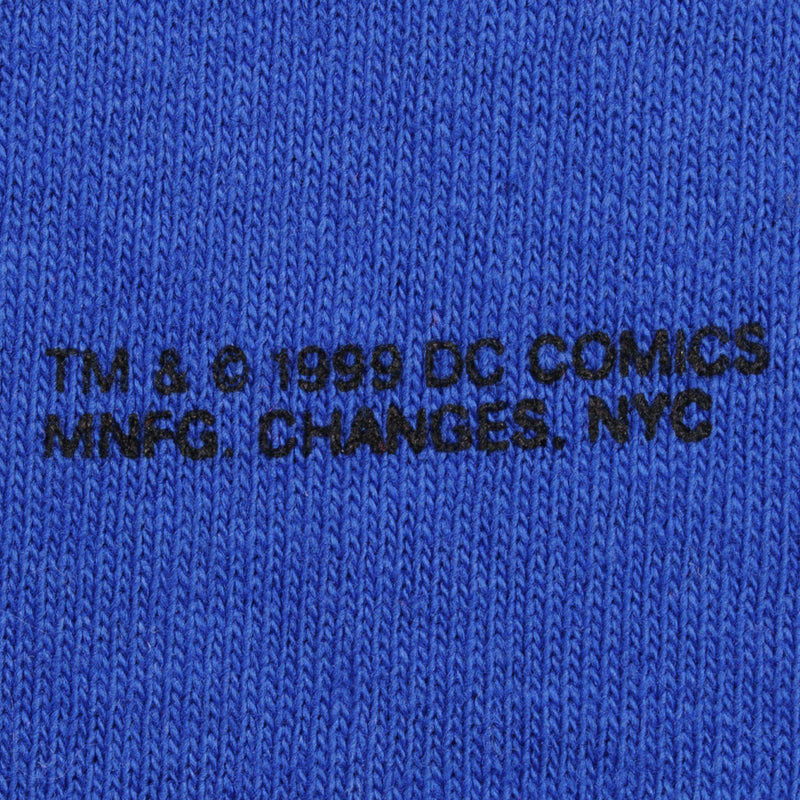 TM & © 1999 DC COMICS
MNFG. CHANGES. NYC